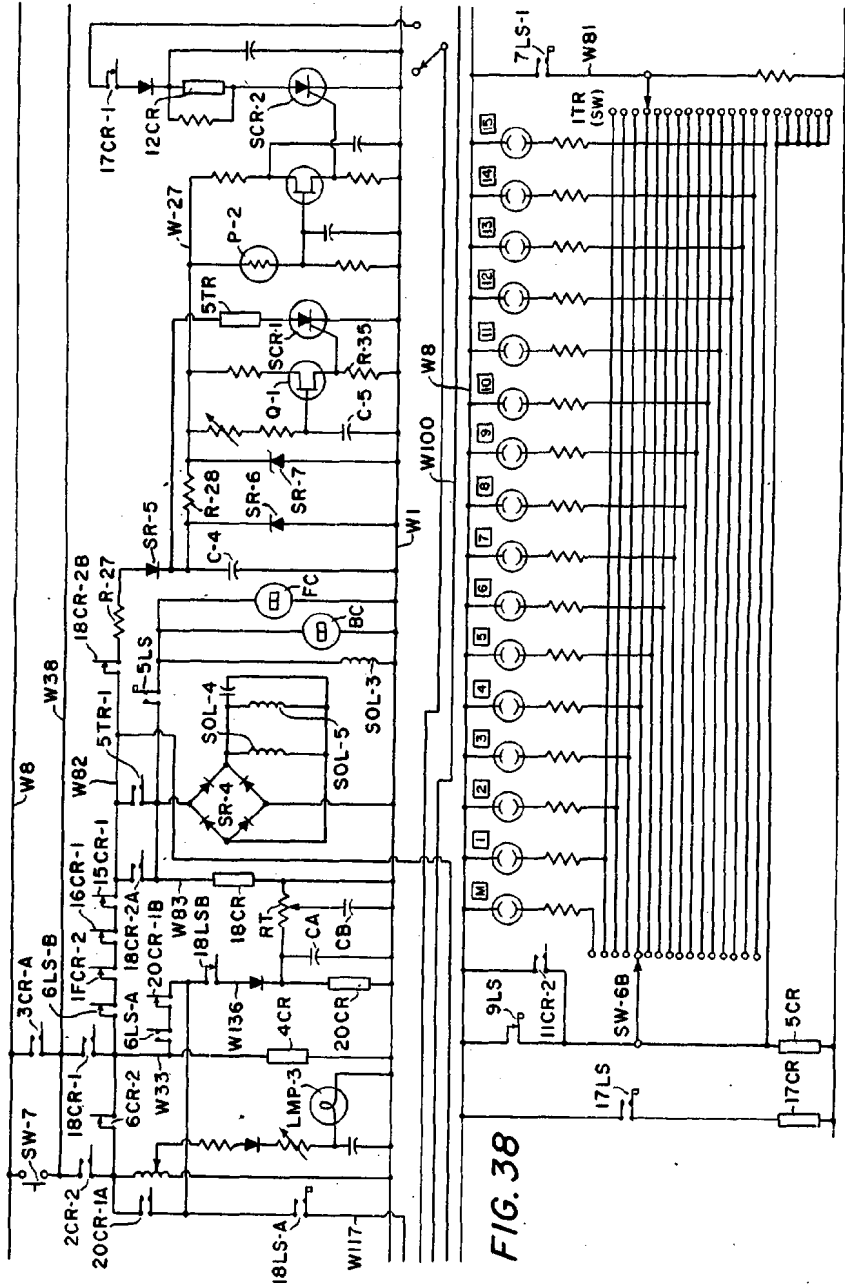 W8
W38
SW-7
3CR-A
6LS-B
1FCR-2
16CR-1
15CR-1
W82
5TR-1
18CR-2B
R-27
SR-5
2CR-2
18CR-1
6CR-2
20CR-1A
18CR-2A
20CR-1B
6LS-A
W33
18LSB
W136
W83
18CR
RT
CA
CB
4CR
20CR
LMP-3
18LS-A
W117
5LS
SR-4
SOL-4
SOL-5
SOL-3
BC
FC
C-4
R-28
SR-6
SR-7
Q-1
C-5
R-35
SCR-1
5TR
P-2
W-27
17CR-1
12CR
SCR-2
W1
W100
W8
FIG. 38
M
1
2
3
4
5
6
7
8
9
10
11
12
13
14
15
17LS
9LS
11CR-2
SW-6B
17CR
5CR
1TR
(SW)
7LS-1
W81